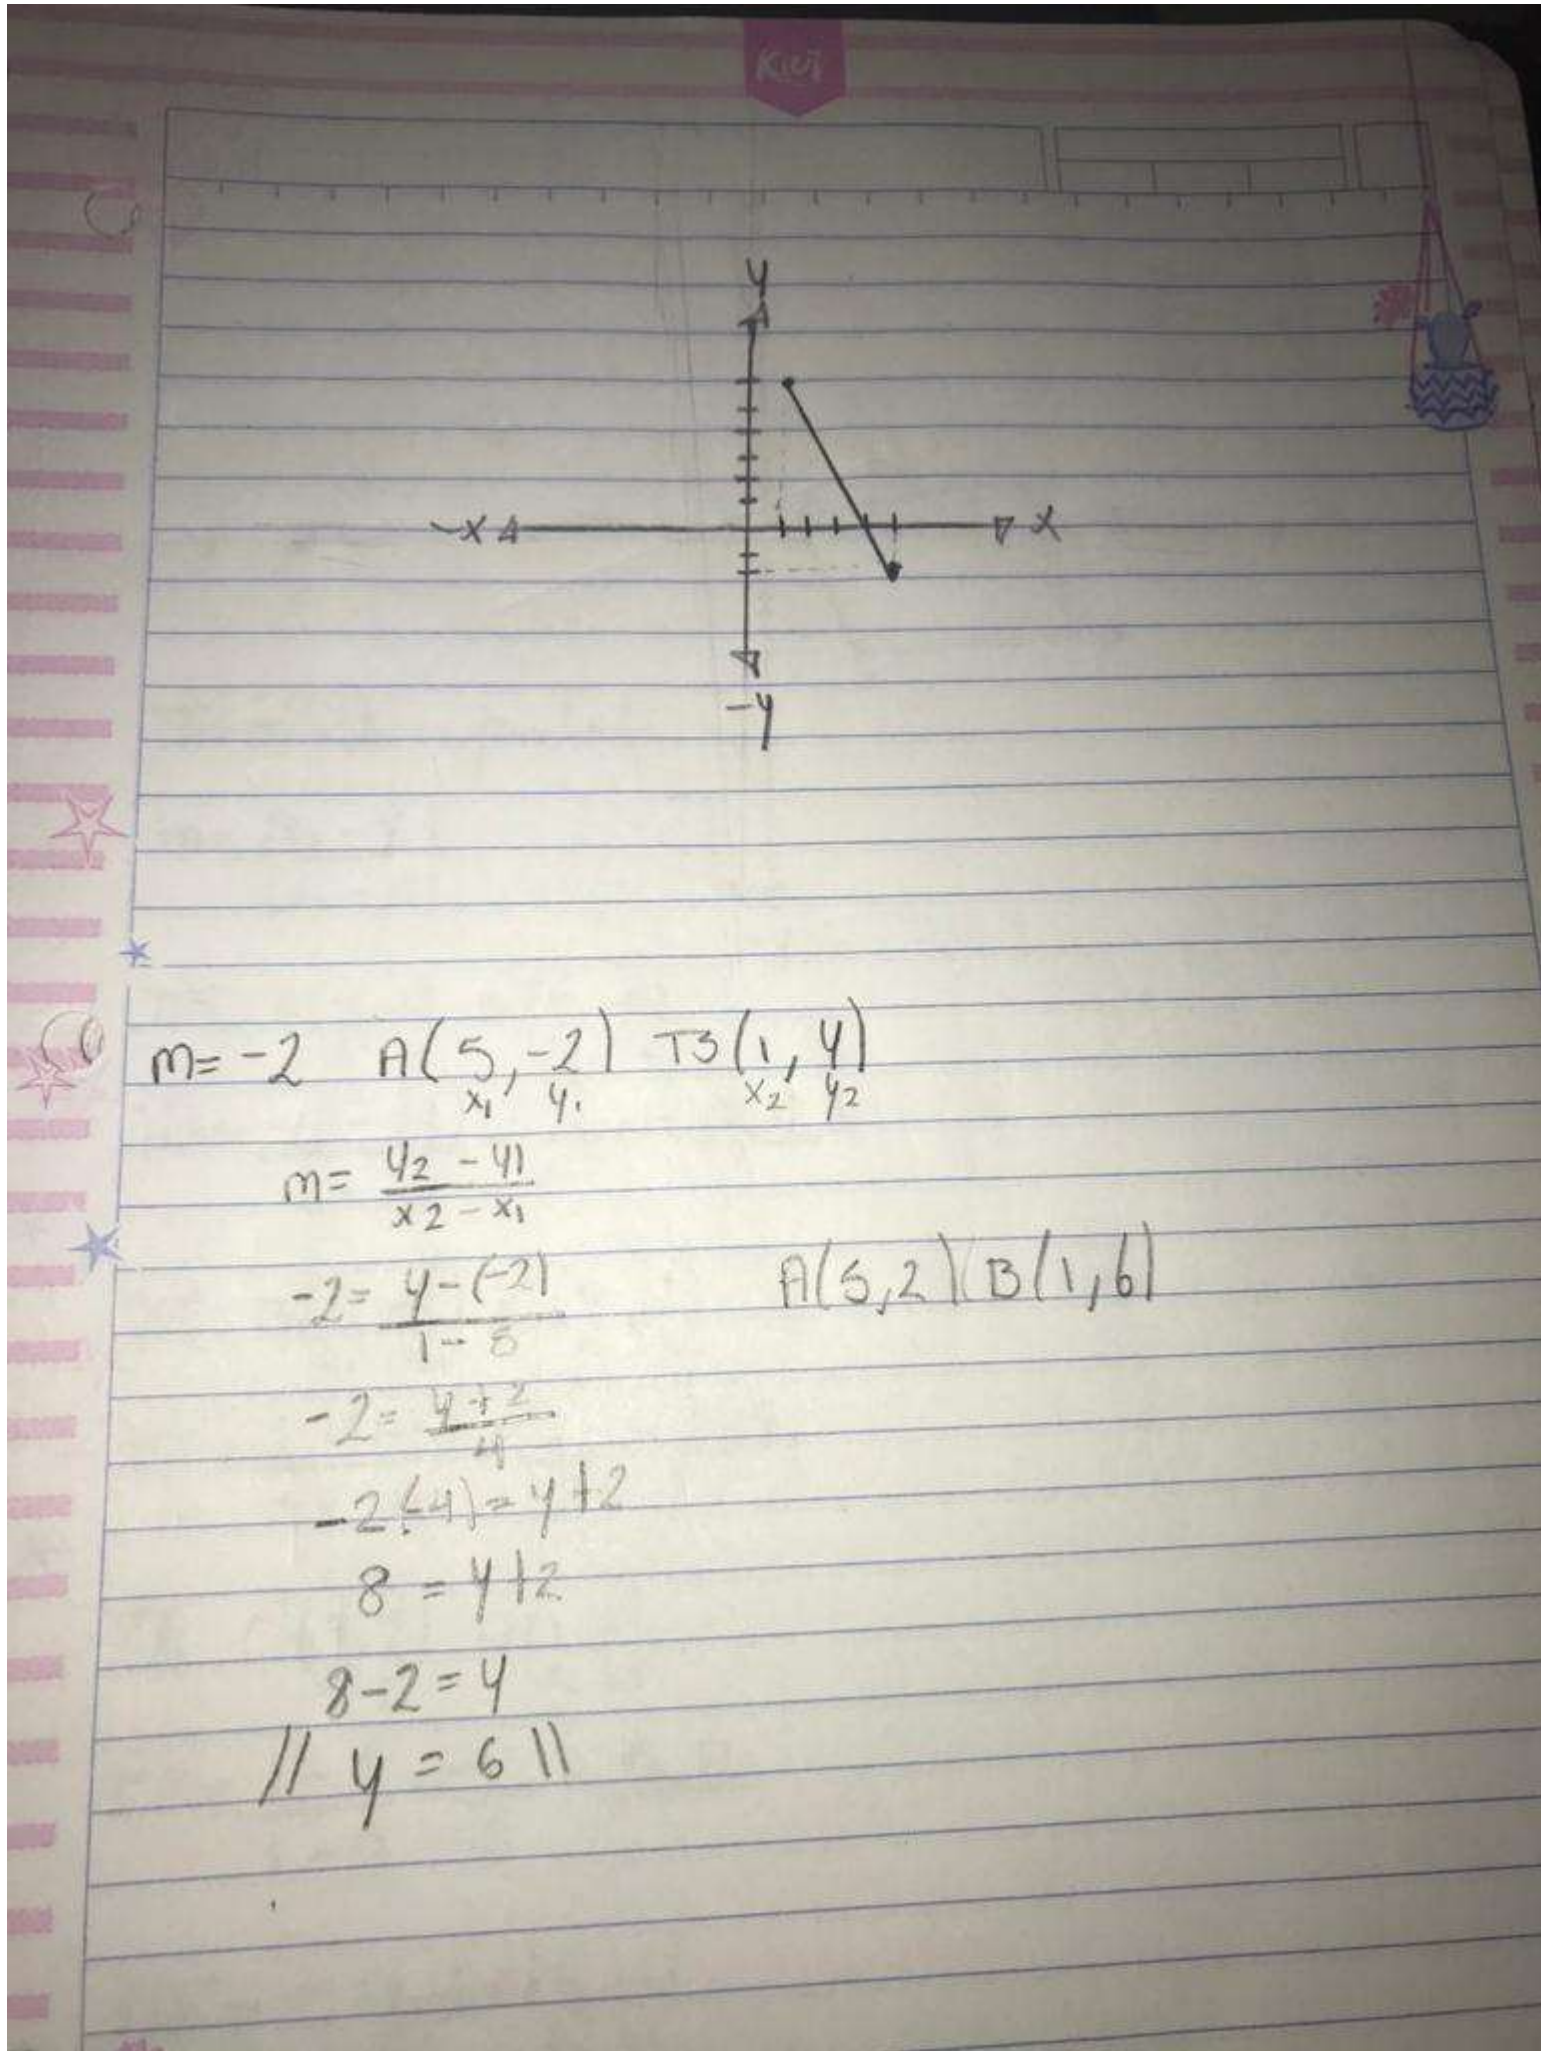 Kiwi
y
-x x
-y
m = -2 A(5, -2) B(1, y)
x₁ y₁ x₂ y₂
m = y2 - y1 / x2 - x₁
-2 = y - (-2) / 1 - 5 A(5,2) B(1,6)
-2 = y + 2 / -4
-2(-4) = y + 2
8 = y + 2
8 - 2 = y
// y = 6 \\